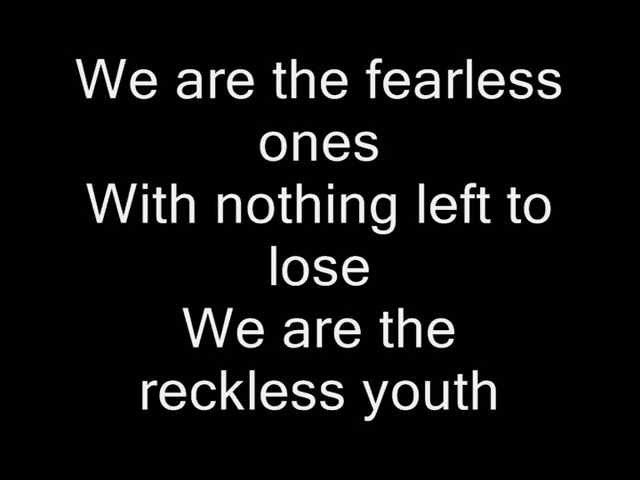 We are the fearless
ones
With nothing left to
lose
We are the
reckless youth